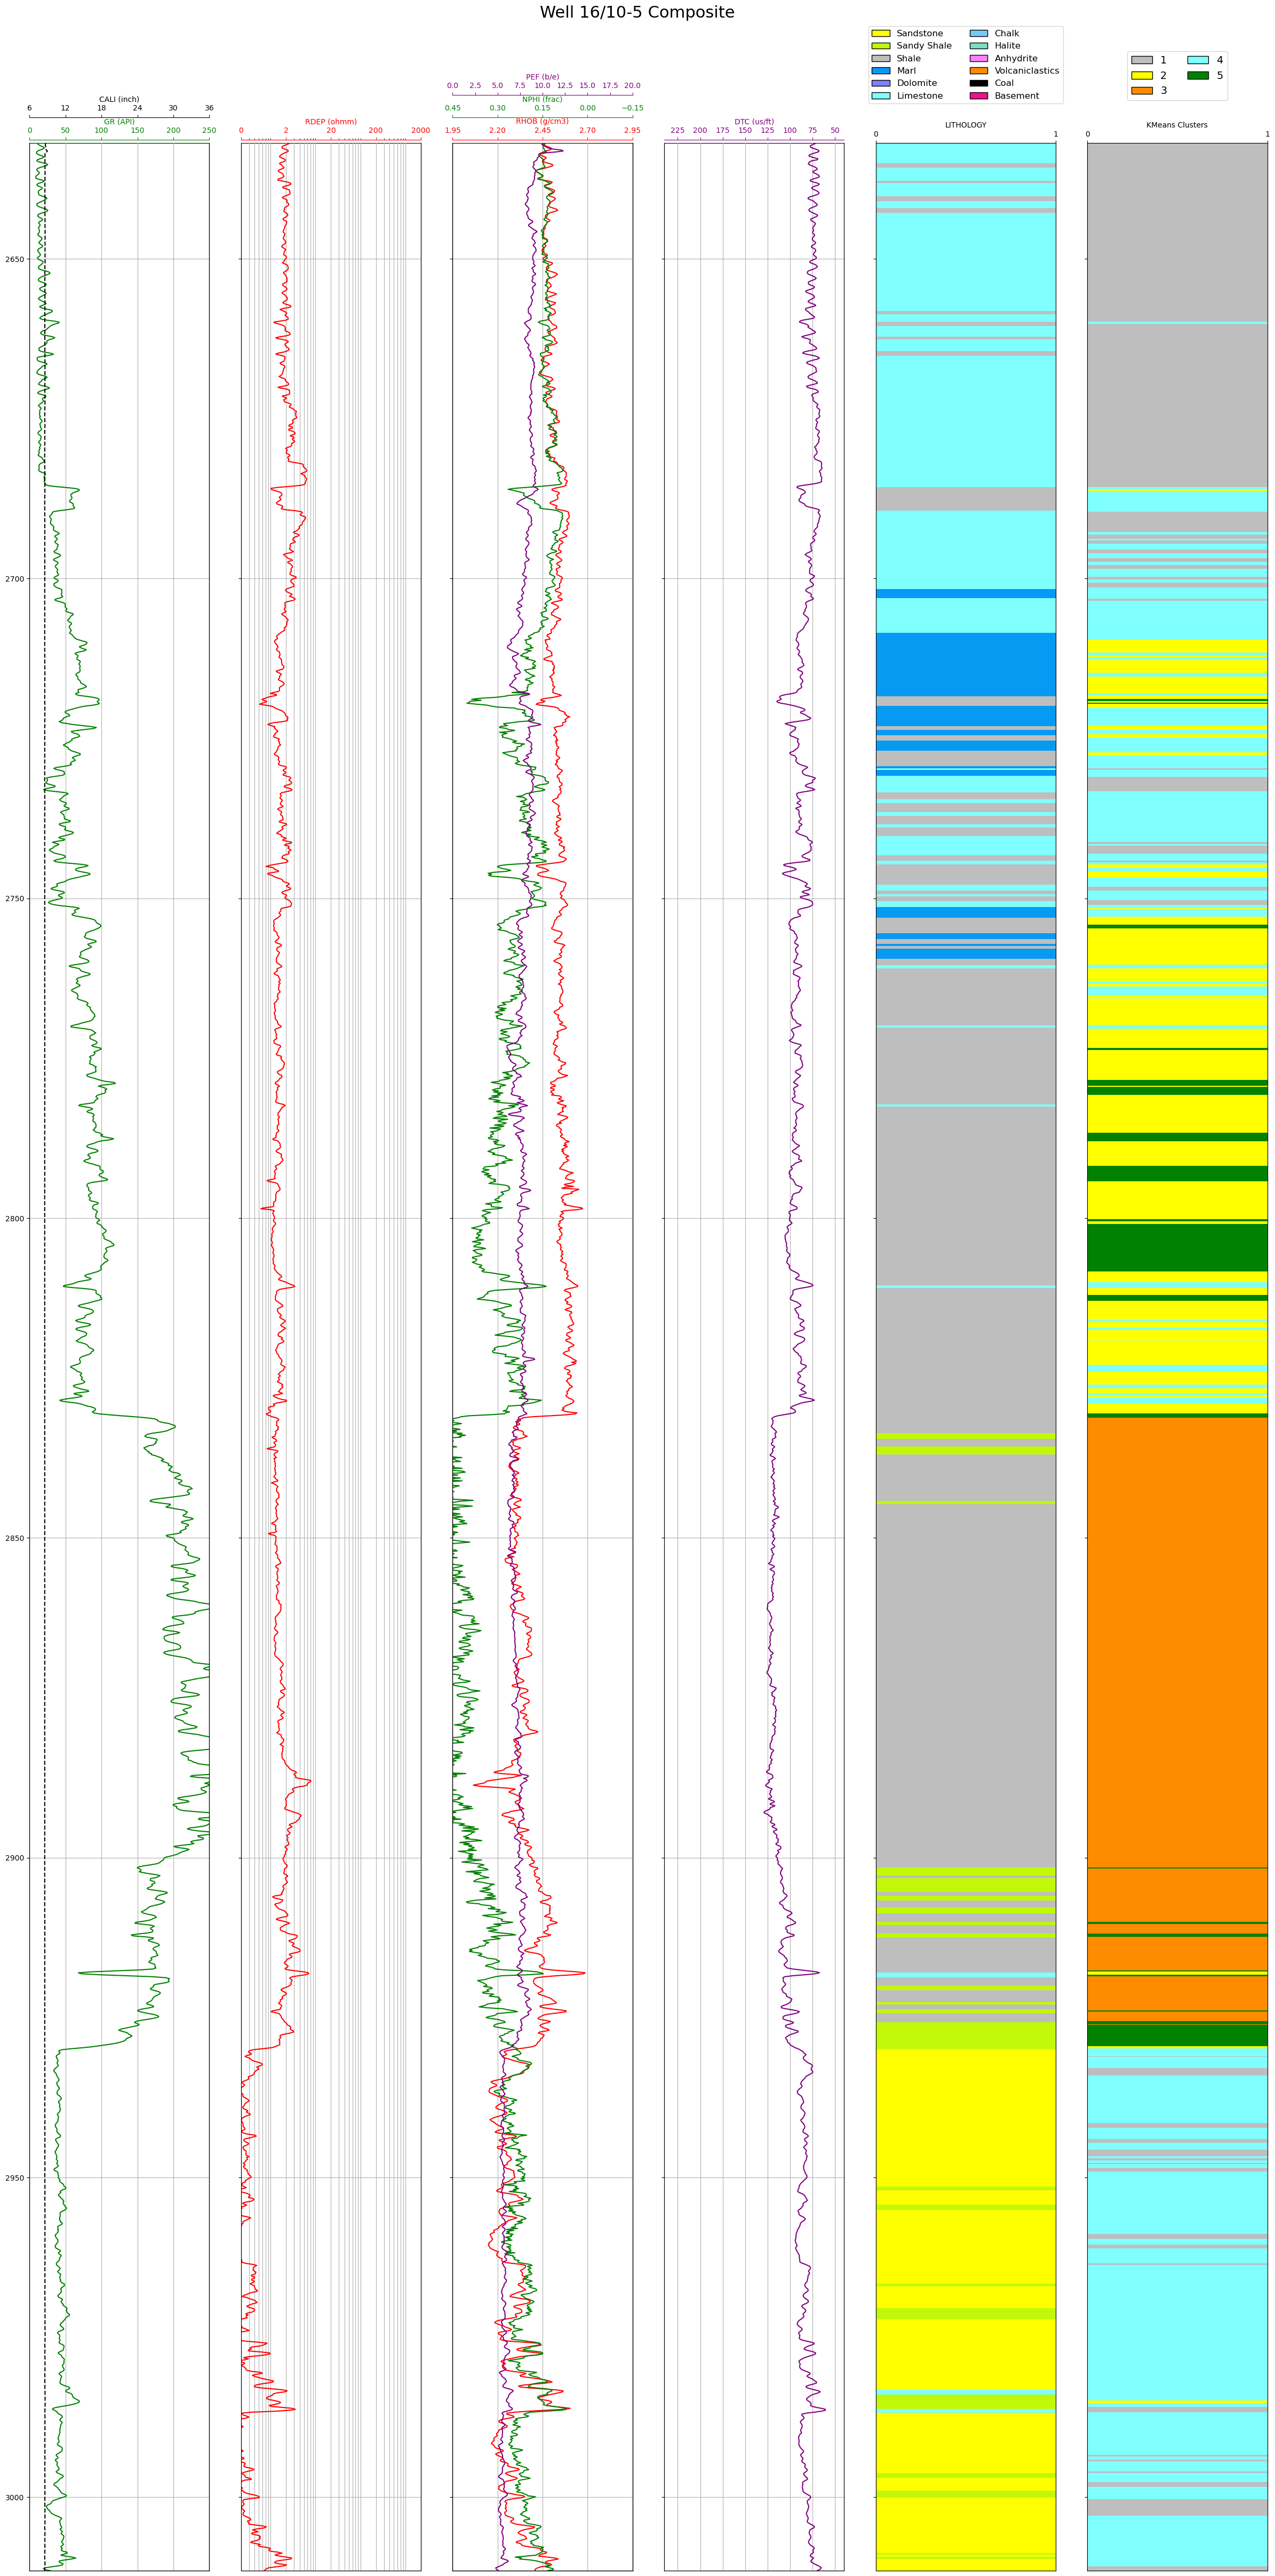 Well 16/10-5 Composite
Sandstone Chalk
Sandy Shale Halite
Shale Anhydrite
Marl Volcaniclastics
Dolomite Coal
Limestone Basement
1 4
2 5
3
PEF (b/e)
0.0 2.5 5.0 7.5 10.0 12.5 15.0 17.5 20.0
CALI (inch)
6 12 18 24 30 36
NPHI (frac)
0.45 0.30 0.15 0.00 −0.15
GR (API)
0 50 100 150 200 250
RDEP (ohmm)
0 2 20 200 2000
RHOB (g/cm3)
1.95 2.20 2.45 2.70 2.95
DTC (us/ft)
225 200 175 150 125 100 75 50
LITHOLOGY
0 1
KMeans Clusters
0 1
2650
2700
2750
2800
2850
2900
2950
3000